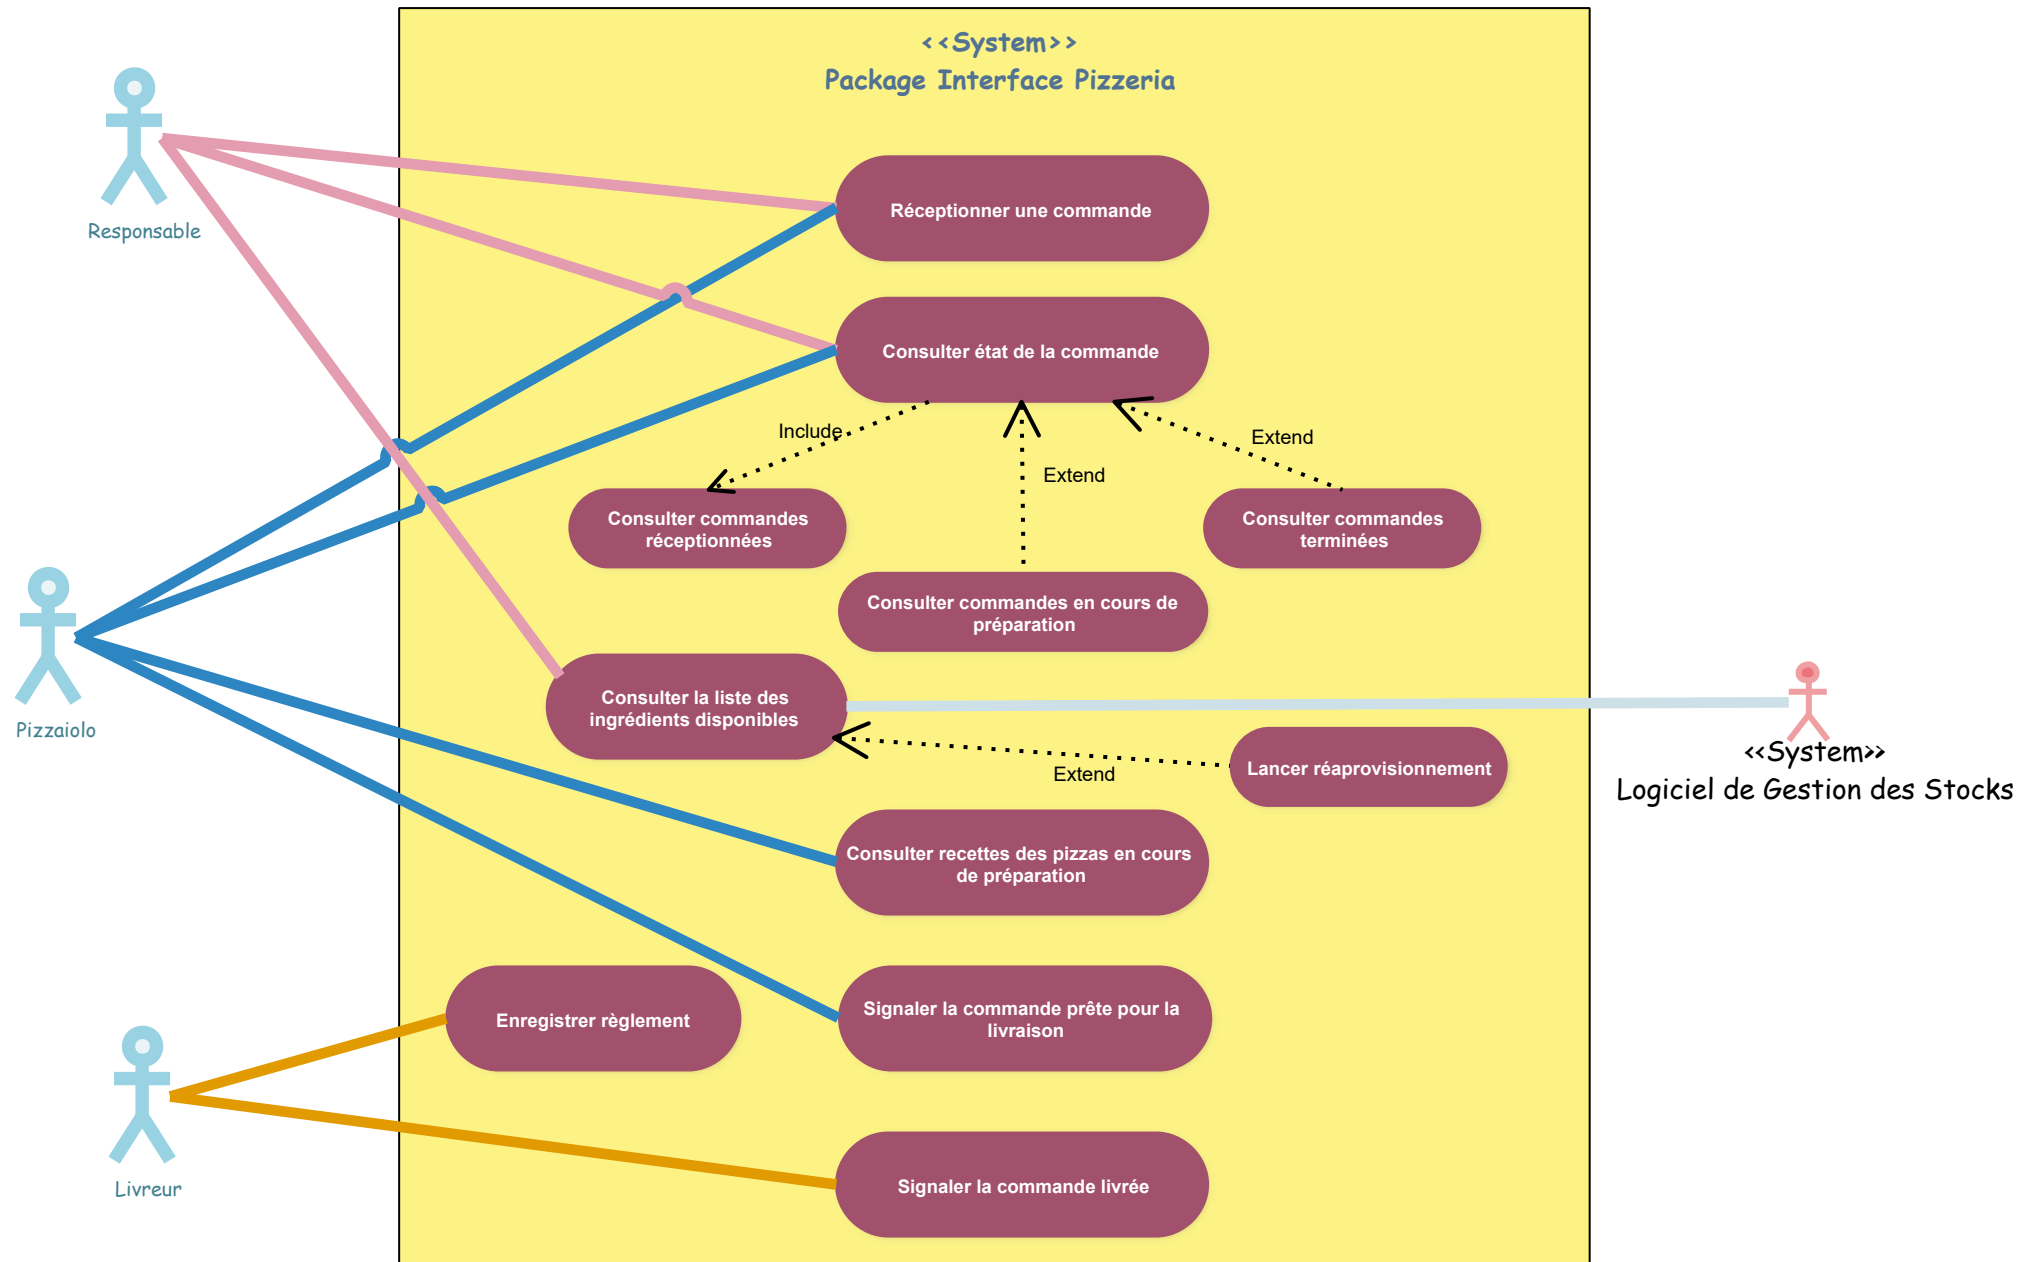 <<System>>
Package Interface Pizzeria
Responsable
Réceptionner une commande
Consulter état de la commande
Include
Extend
Extend
Consulter commandes
réceptionnées
Consulter commandes
terminées
Consulter commandes en cours de
préparation
Pizzaiolo
Consulter la liste des
ingrédients disponibles
Extend
Lancer réaprovisionnement
<<System>>
Logiciel de Gestion des Stocks
Consulter recettes des pizzas en cours
de préparation
Enregistrer règlement
Signaler la commande prête pour la
livraison
Livreur
Signaler la commande livrée